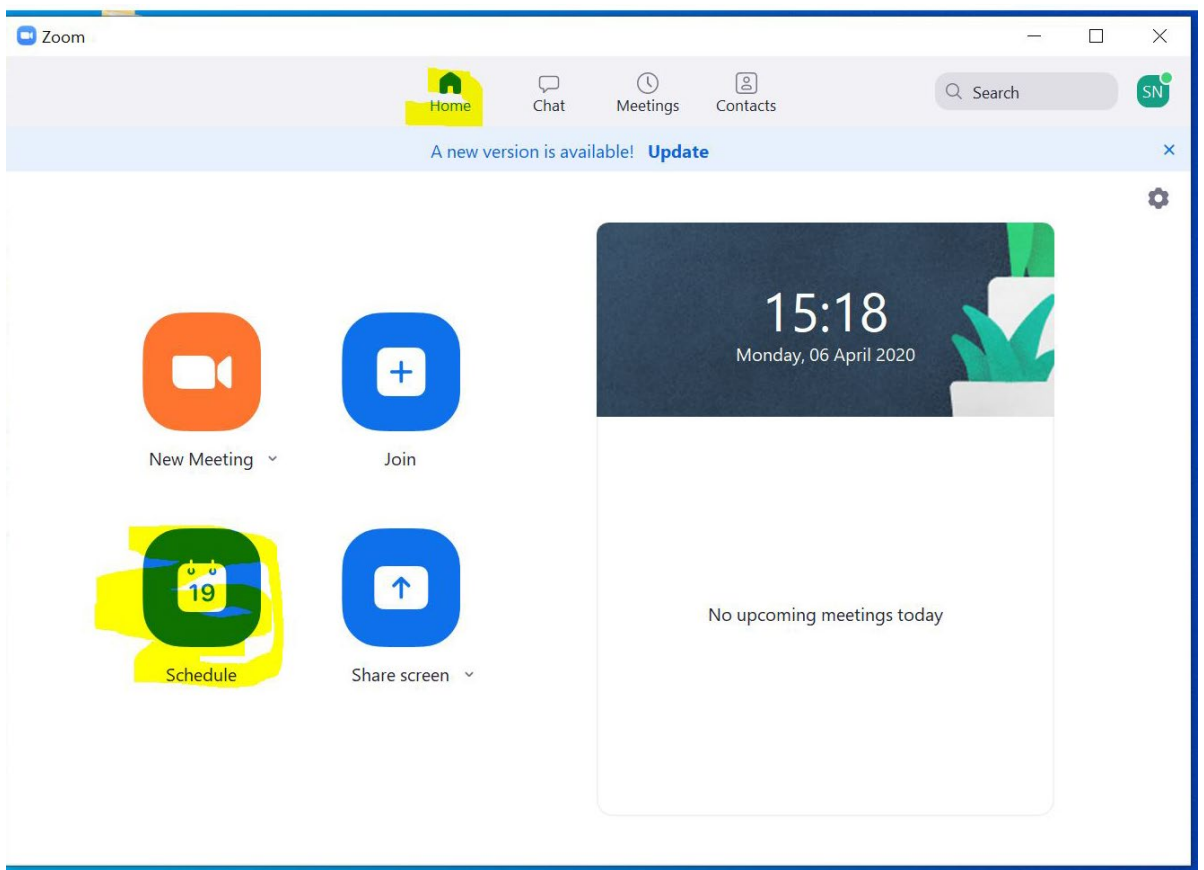 Zoom
Home Chat Meetings Contacts
Search
SN
A new version is available! Update
15:18
Monday, 06 April 2020
New Meeting
Join
19
Schedule
Share screen
No upcoming meetings today